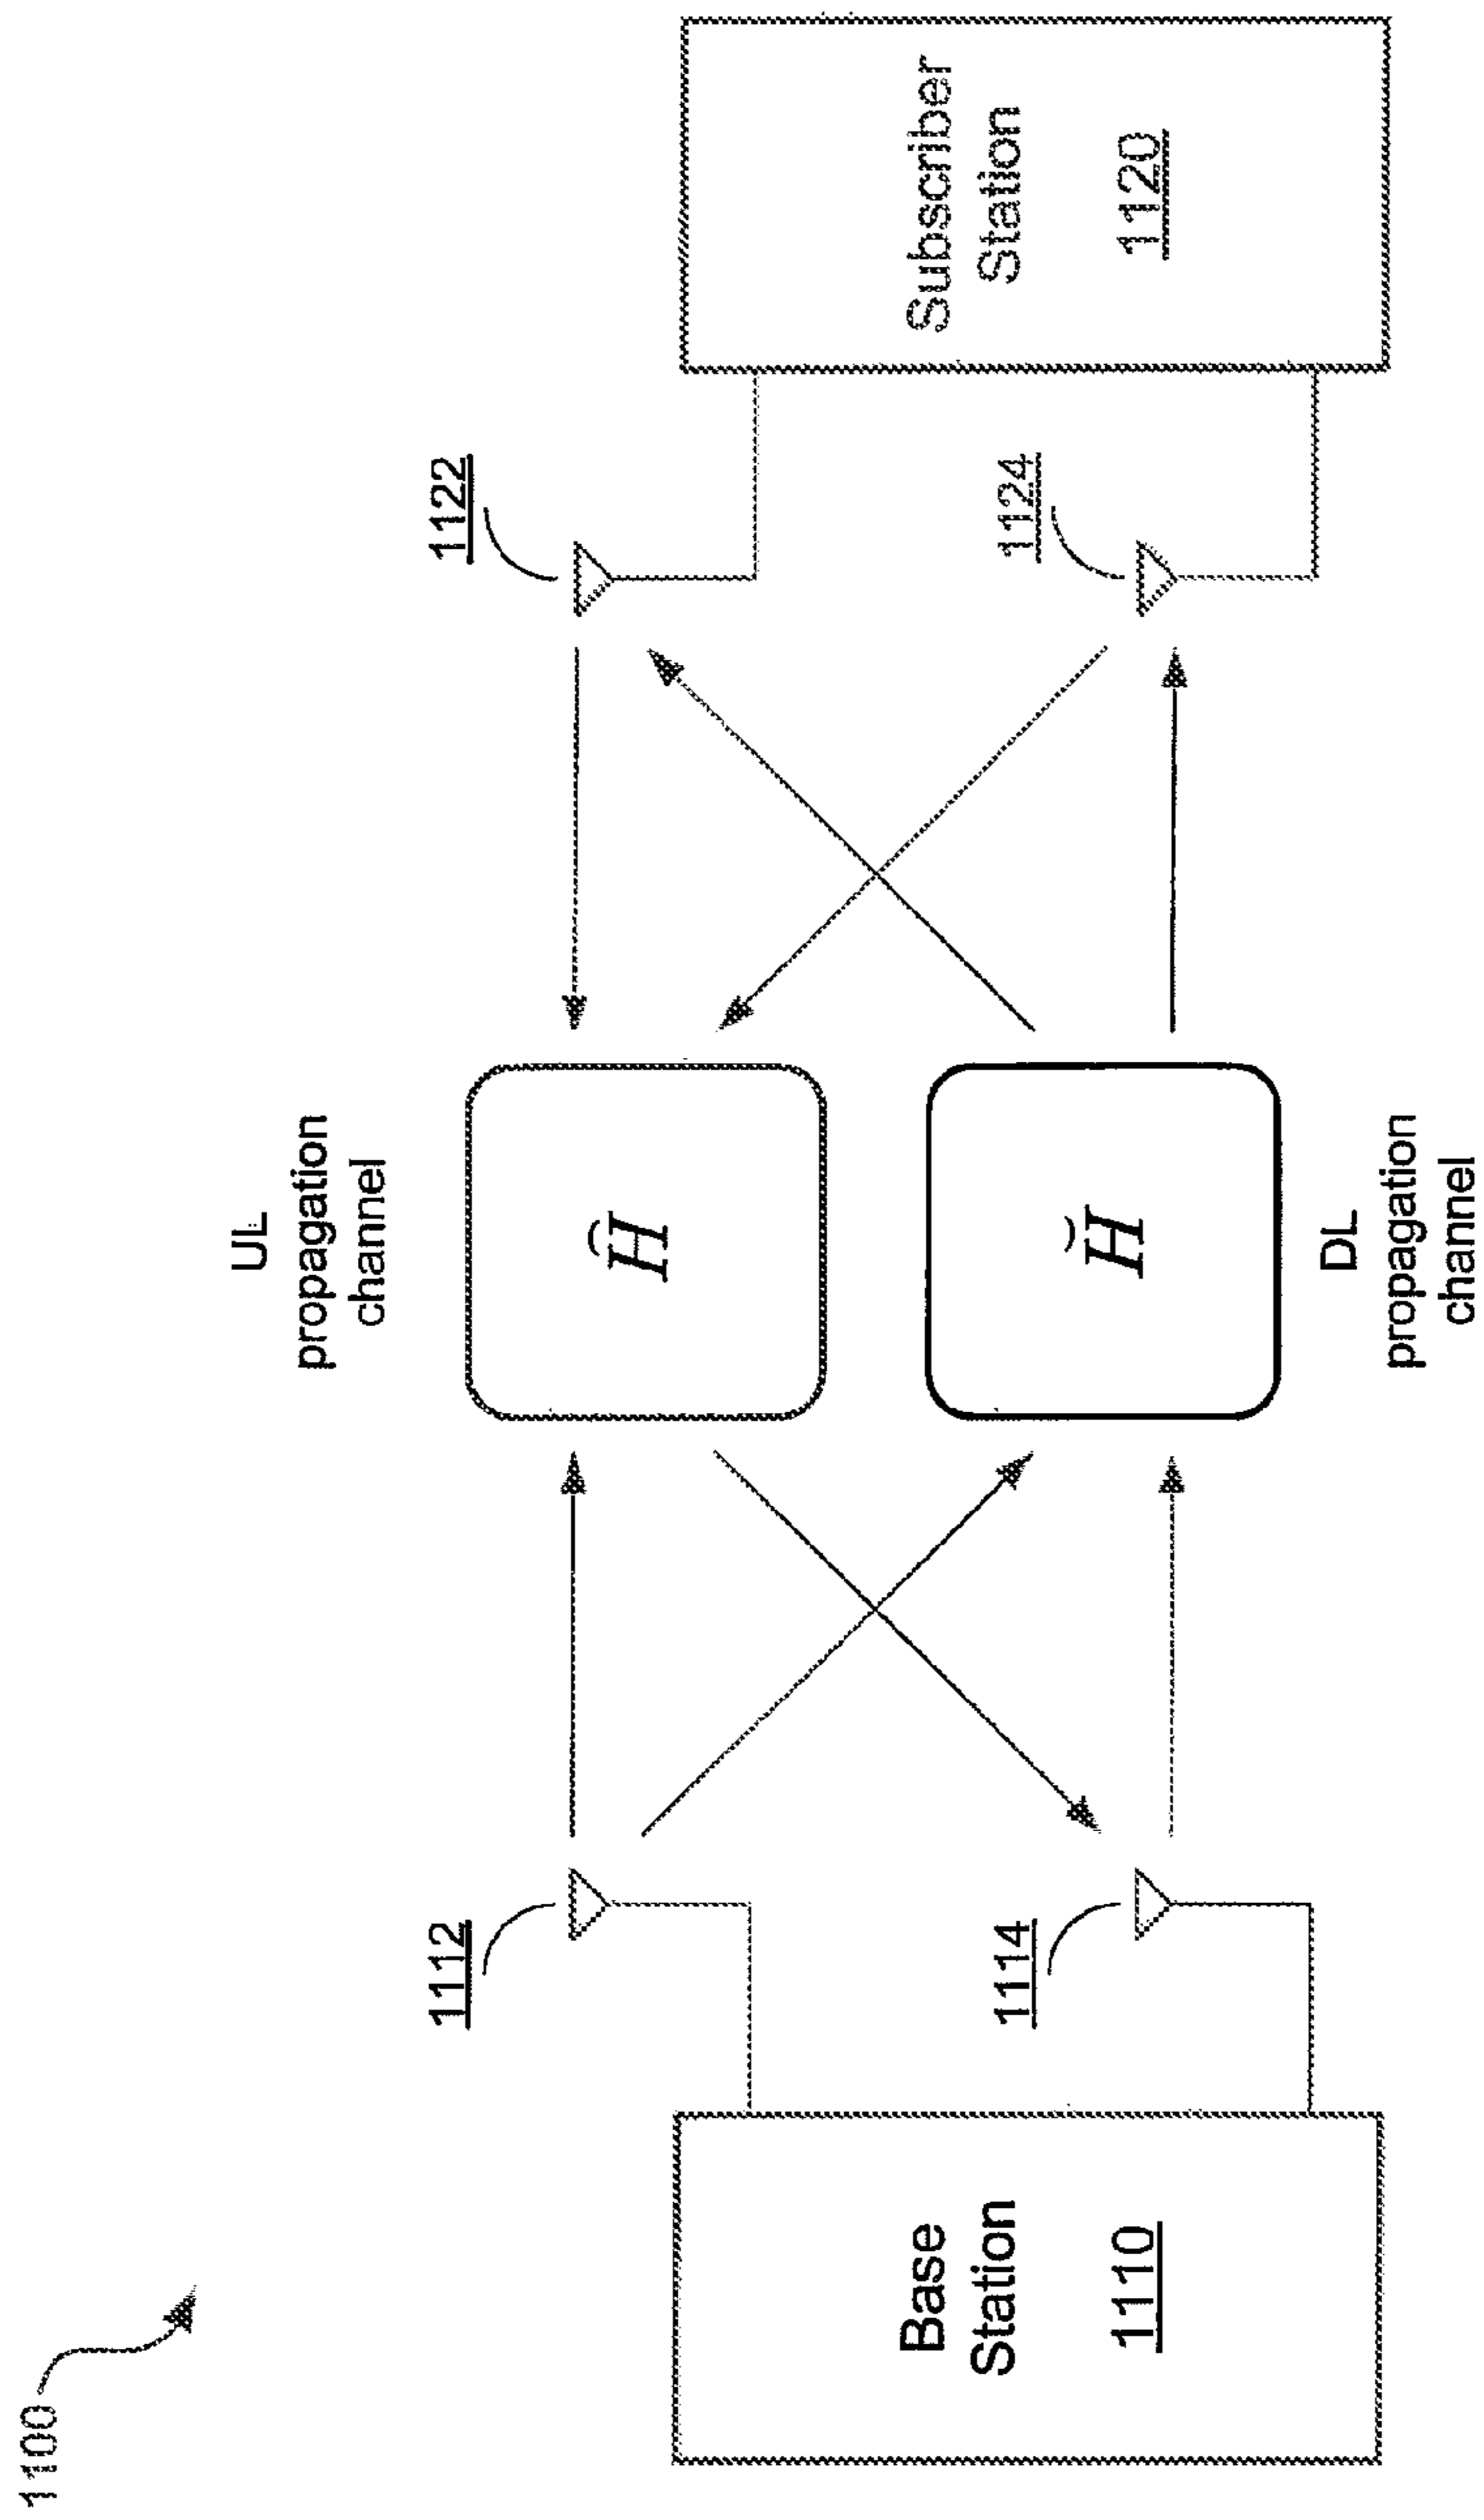 1100
UL
propagation
channel
1112
1122
H̑
Base
Station
1110
Subscriber
Station
1120
1114
1124
H̆
DL
propagation
channel